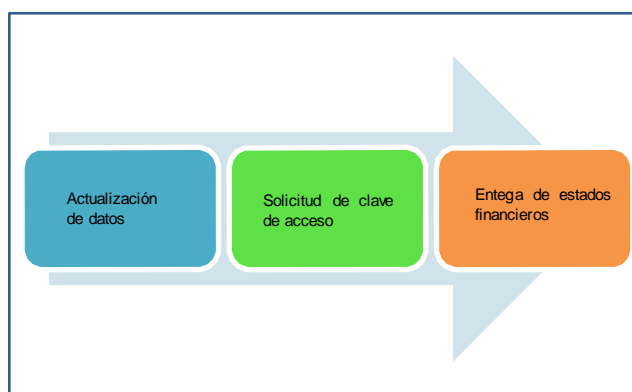 Actualización
de datos
Solicitud de clave
de acceso
Entega de estados
financieros